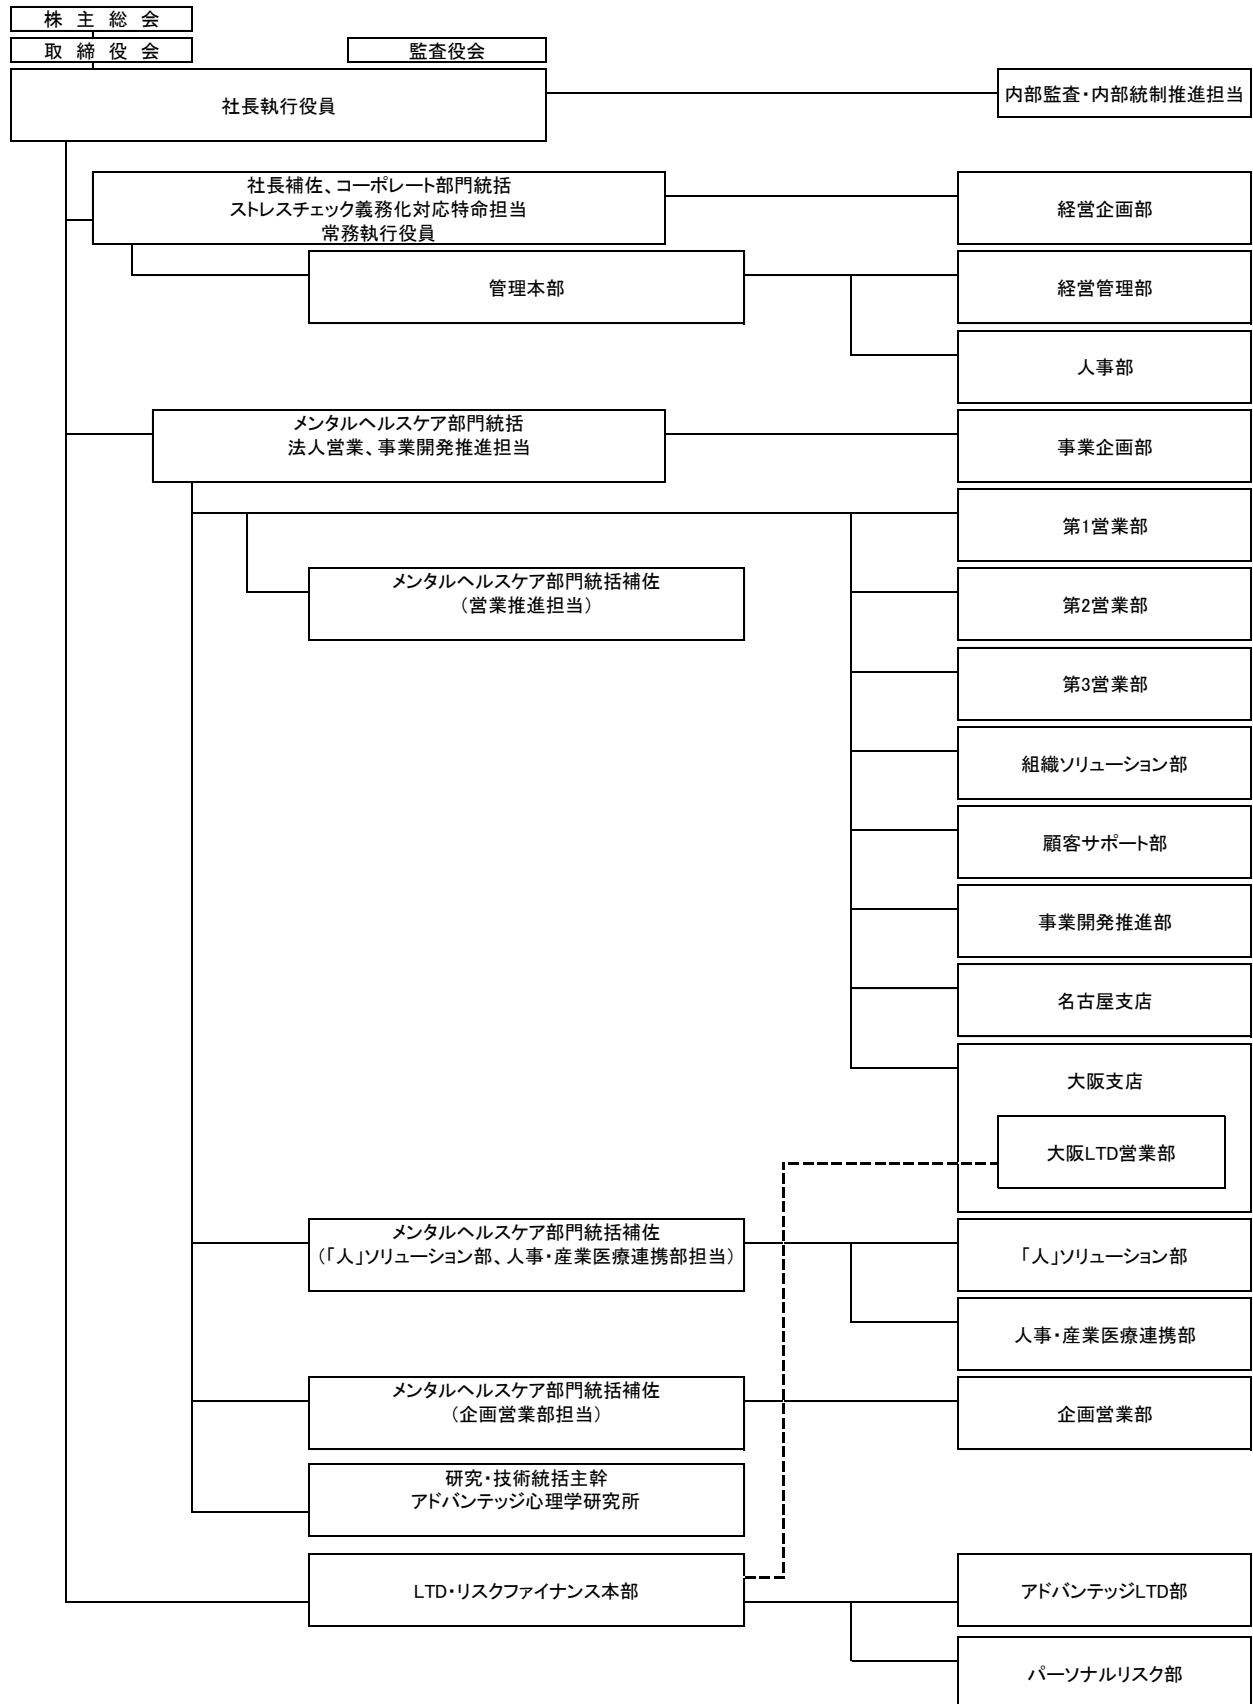 株 主 総 会
取 締 役 会
監査役会
社長執行役員
内部監査・内部統制推進担当
社長補佐、コーポレート部門統括
ストレスチェック義務化対応特命担当
常務執行役員
経営企画部
管理本部
経営管理部
人事部
メンタルヘルスケア部門統括
法人営業、事業開発推進担当
事業企画部
第1営業部
メンタルヘルスケア部門統括補佐
（営業推進担当）
第2営業部
第3営業部
組織ソリューション部
顧客サポート部
事業開発推進部
名古屋支店
大阪支店
大阪LTD営業部
メンタルヘルスケア部門統括補佐
（「人」ソリューション部、人事・産業医療連携部担当）
「人」ソリューション部
人事・産業医療連携部
メンタルヘルスケア部門統括補佐
（企画営業部担当）
企画営業部
研究・技術統括主幹
アドバンテッジ心理学研究所
LTD・リスクファイナンス本部
アドバンテッジLTD部
パーソナルリスク部